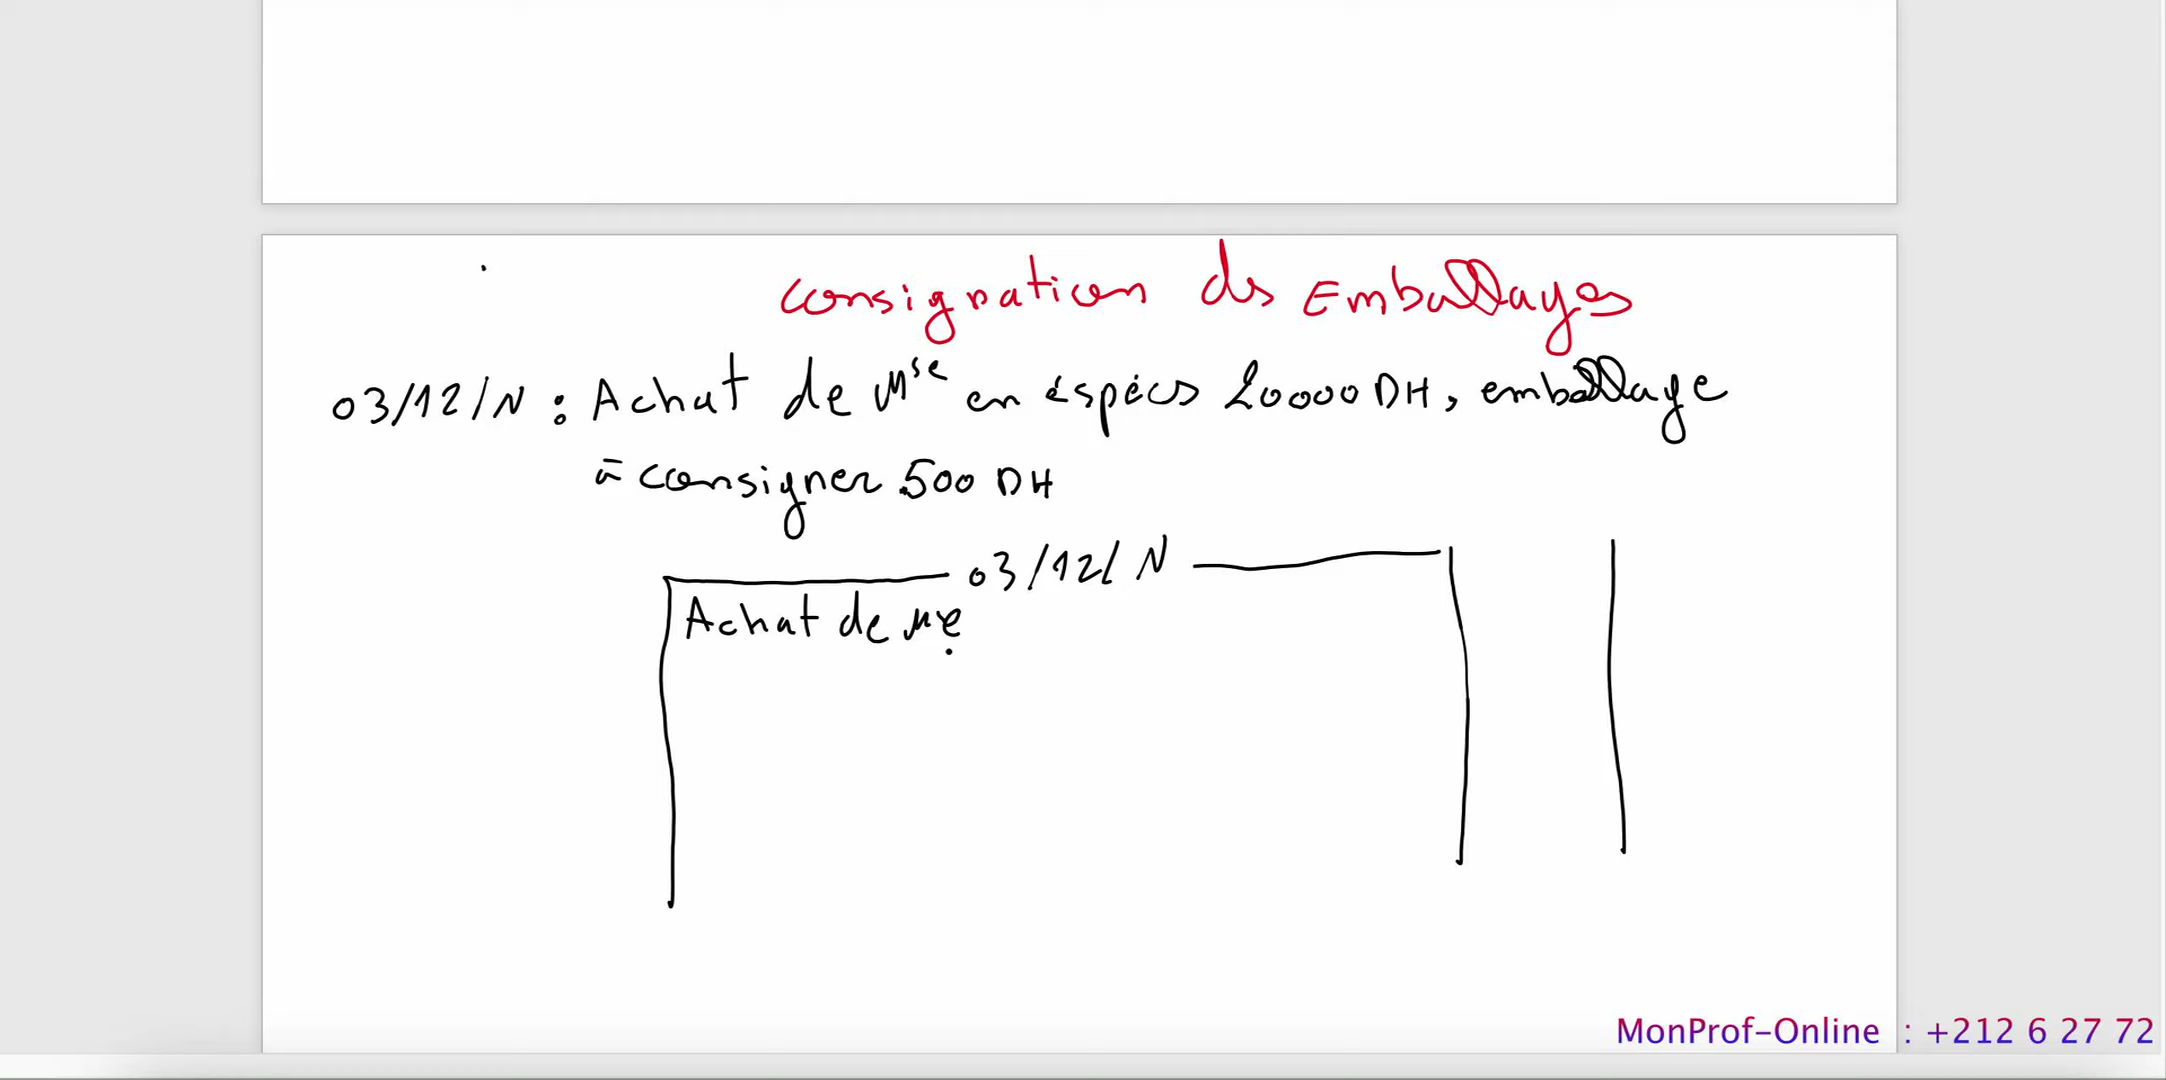 Consignation des Emballages
03/12/N : Achat de Mse en éspéces 20000 DH, emballage
à consigner 500 DH
03/12/N
Achat de Mse
MonProf-Online : +212 6 27 72